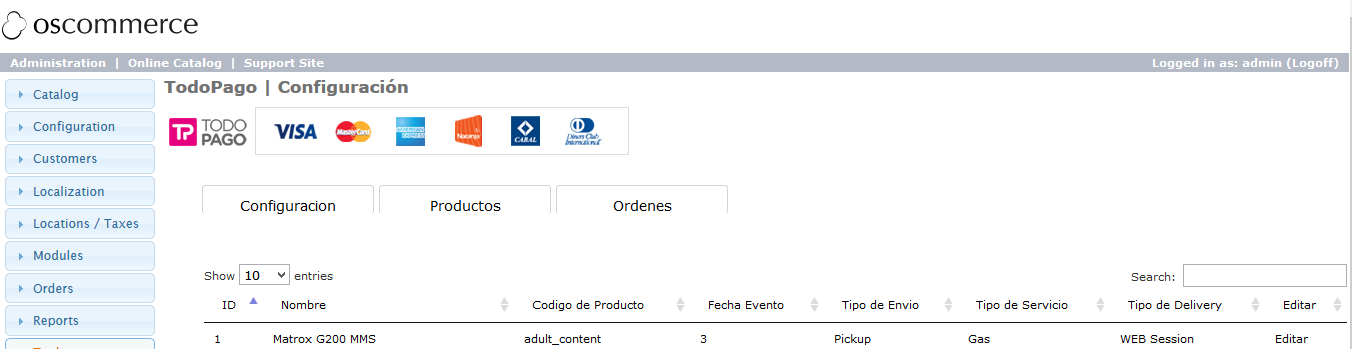 oscommerce
Administration | Online Catalog | Support Site
Logged in as: admin (Logoff)
Catalog
Configuration
Customers
Localization
Locations / Taxes
Modules
Orders
Reports
TodoPago | Configuración
TP TODO PAGO
VISA
MasterCard
AMERICAN EXPRESS
Naranja
CABAL
Diners Club International
Configuracion
Productos
Ordenes
Show 10 entries
Search:
ID Nombre Codigo de Producto Fecha Evento Tipo de Envio Tipo de Servicio Tipo de Delivery Editar
1 Matrox G200 MMS adult_content 3 Pickup Gas WEB Session Editar